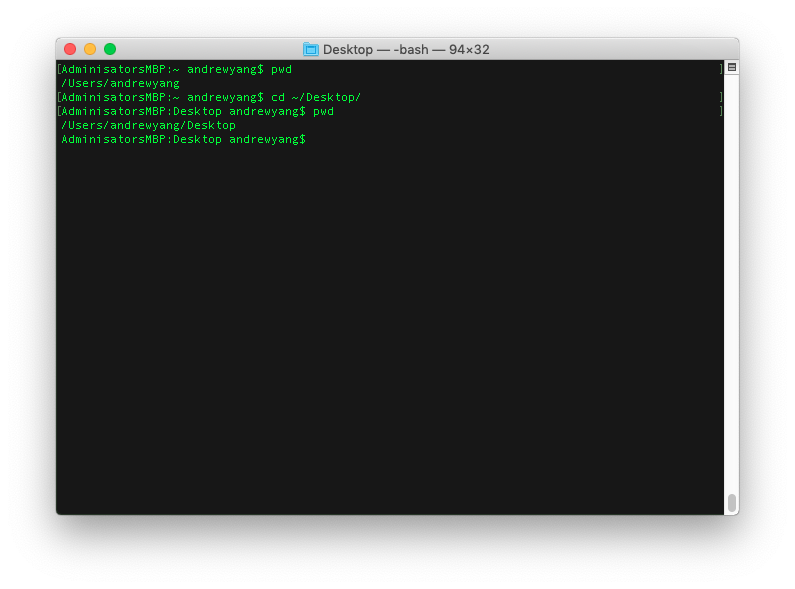 Desktop — -bash — 94×32
[AdminisatorsMBP:~ andrewyang$ pwd ]
/Users/andrewyang
[AdminisatorsMBP:~ andrewyang$ cd ~/Desktop/ ]
[AdminisatorsMBP:Desktop andrewyang$ pwd ]
/Users/andrewyang/Desktop
AdminisatorsMBP:Desktop andrewyang$